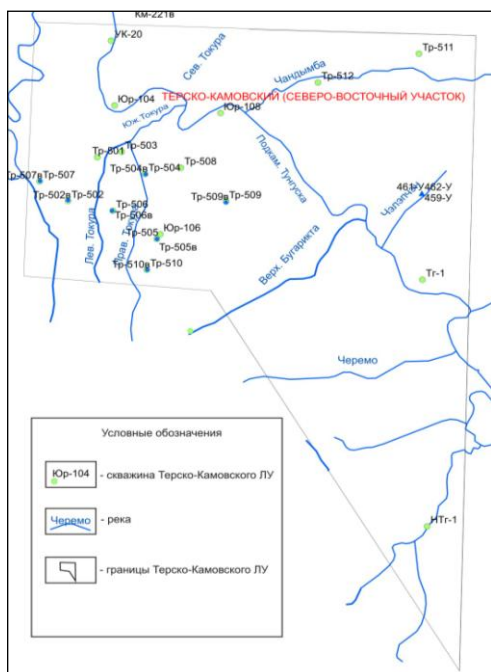 Км-221в
УК-20
Сев. Токура
Тр-511
Чандымба
Тр-512
ТЕРСКО-КАМОВСКИЙ (СЕВЕРО-ВОСТОЧНЫЙ УЧАСТОК)
Юр-104
Юр-108
Юж.Токура
Тр-503
Тр-501
Тр-508
Тр-504в Тр-504
Подкам. Тунгуска
Тр-507в Тр-507
461-У 462-У
459-У
Тр-502в Тр-502
Тр-509в Тр-509
Чалапча
Тр-506
Тр-506в
Лев. Токура
Прав. Токура
Тр-505
Юр-106
Тр-505в
Верх. Бугарикта
Тр-510в Тр-510
Тг-1
Черемо
НТг-1
Условные обозначения
Юр-104 - скважина Терско-Камовского ЛУ
Черемо - река
- границы Терско-Камовского ЛУ